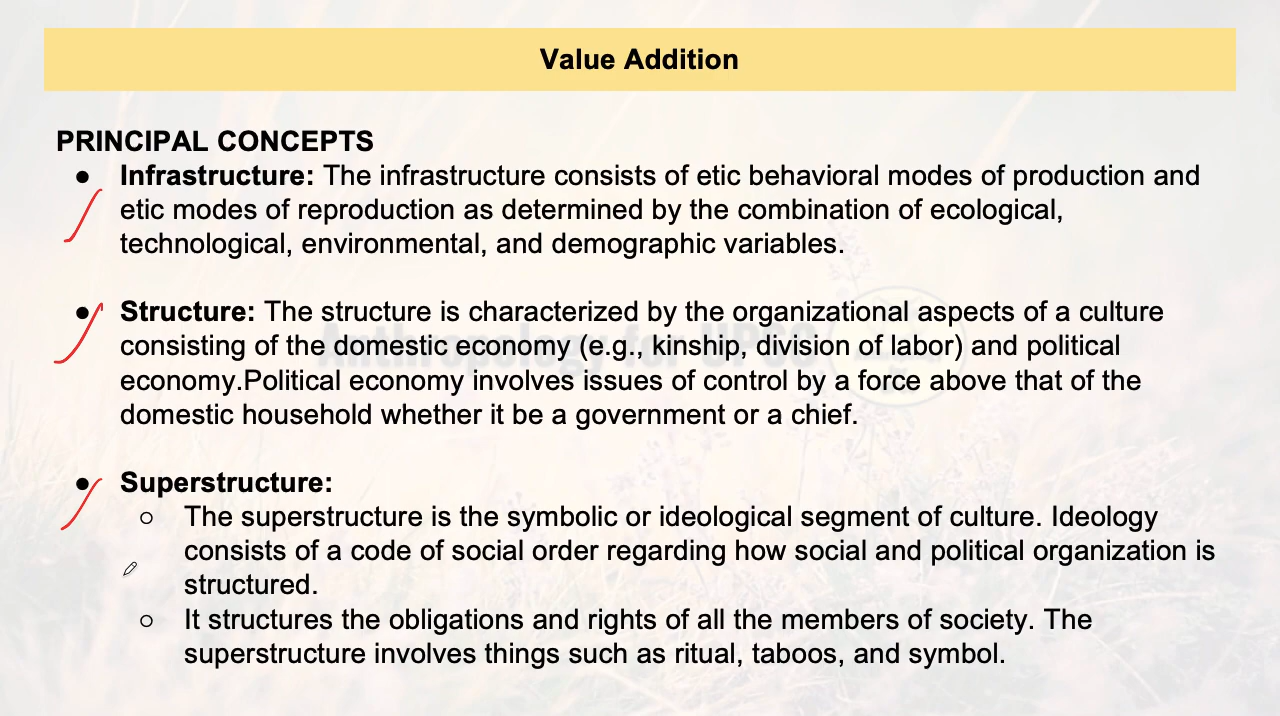 Value Addition
PRINCIPAL CONCEPTS
● Infrastructure: The infrastructure consists of etic behavioral modes of production and
etic modes of reproduction as determined by the combination of ecological,
technological, environmental, and demographic variables.
● Structure: The structure is characterized by the organizational aspects of a culture
consisting of the domestic economy (e.g., kinship, division of labor) and political
economy.Political economy involves issues of control by a force above that of the
domestic household whether it be a government or a chief.
Anthropology for UPSC
● Superstructure:
○ The superstructure is the symbolic or ideological segment of culture. Ideology
consists of a code of social order regarding how social and political organization is
structured.
○ It structures the obligations and rights of all the members of society. The
superstructure involves things such as ritual, taboos, and symbol.